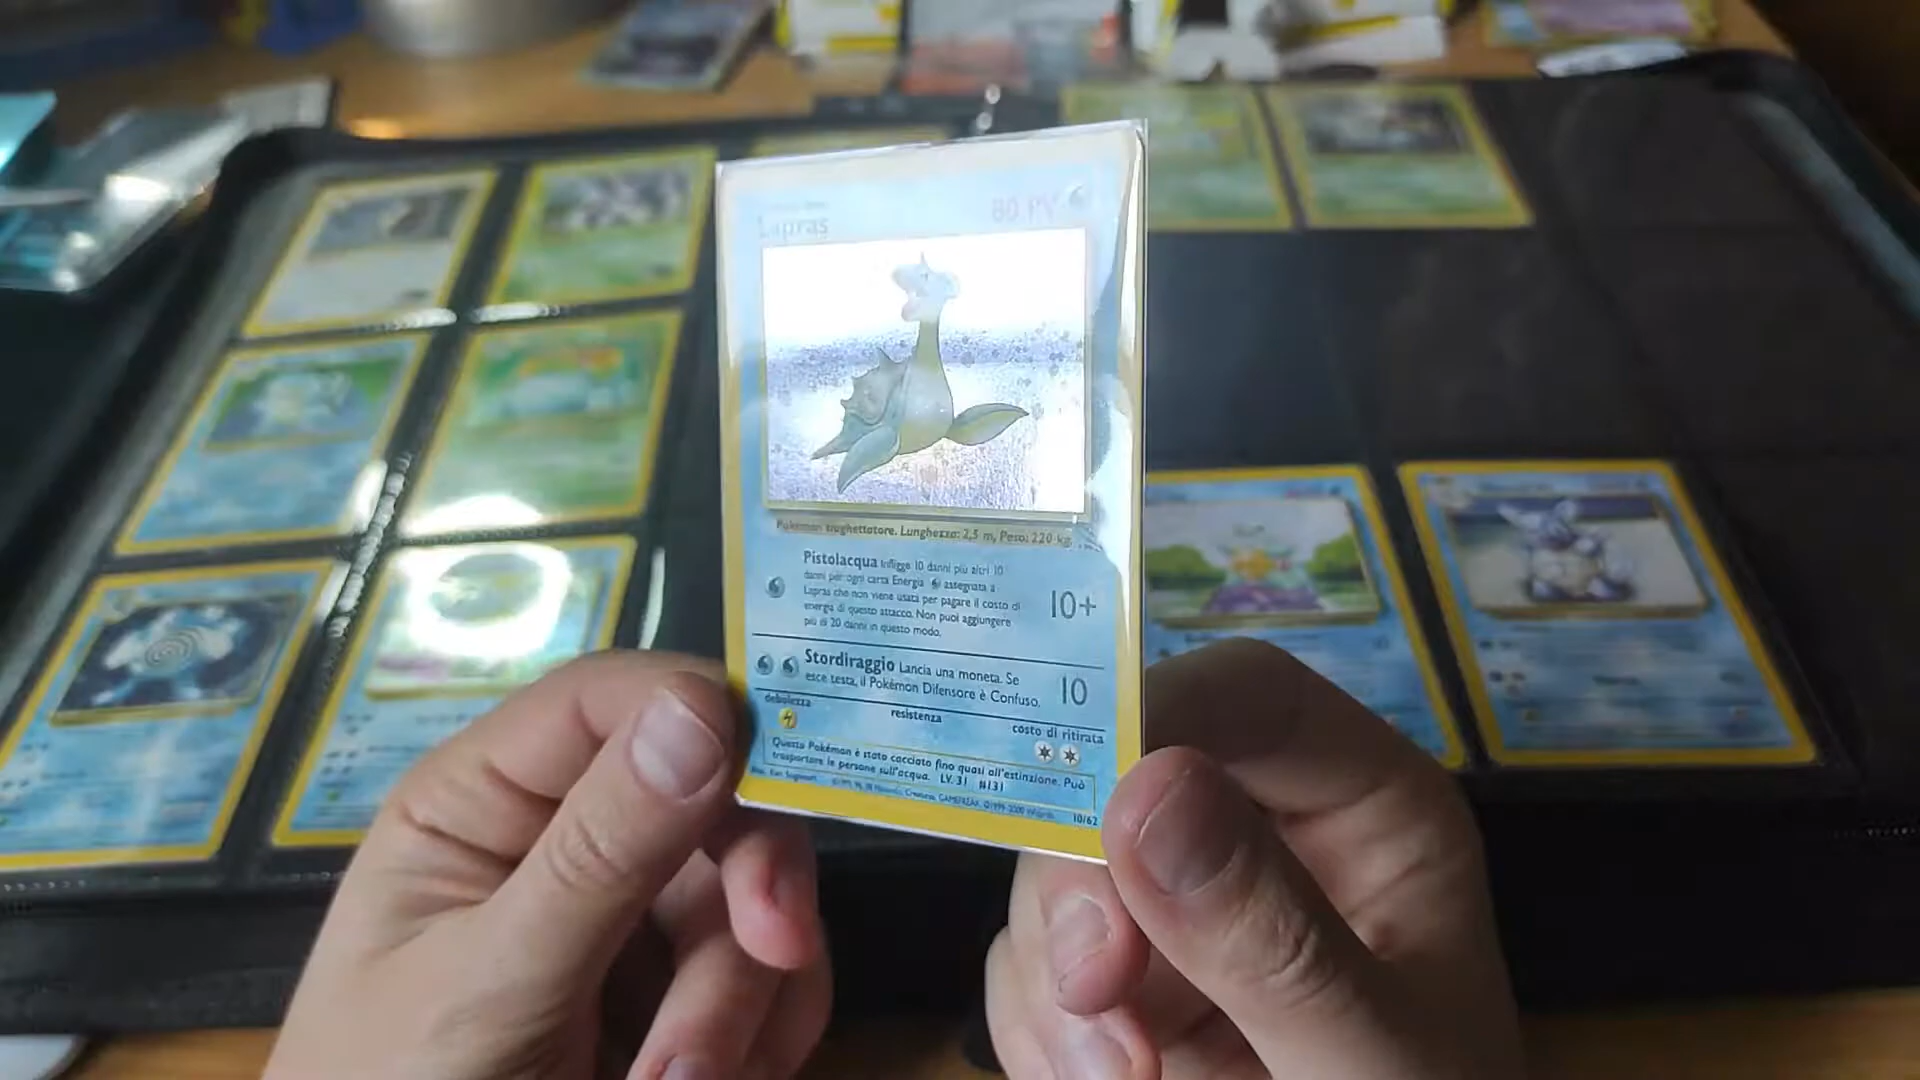 Lapras
80 PV
Pokémon traghettatore. Lunghezza: 2,5 m, Peso: 220 kg.
Pistolacqua Infligge 10 danni più altri 10
danni per ogni carta Energia assegnata a
Lapras che non viene usata per pagare il costo di
energia di questo attacco. Non puoi aggiungere
più di 20 danni in questo modo.
10+
Stordiraggio Lancia una moneta. Se
esce testa, il Pokémon Difensore è Confuso.
10
debolezza
resistenza
costo di ritirata
Questo Pokémon è stato cacciato fino quasi all'estinzione. Può
trasportare le persone sull'acqua. LV. 31 N.131
Illus. Ken Sugimori
©1995, 96, 98 Nintendo, Creatures, GAMEFREAK. ©1999-2000 Wizards.
10/62